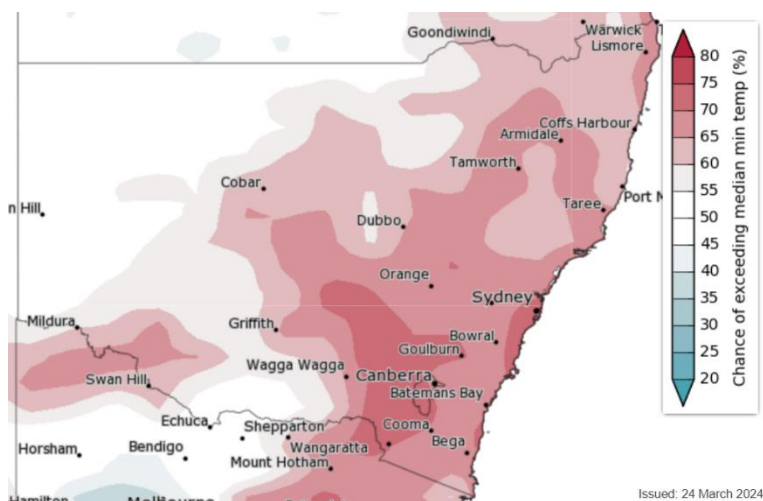 Goondiwindi
Warwick
Lismore
Coffs Harbour
Armidale
Tamworth
Cobar
n Hill
Taree
Port M
Dubbo
Orange
Sydney
Mildura
Griffith
Bowral
Goulburn
Wagga Wagga
Canberra
Swan Hill
Batemans Bay
Echuca
Shepparton
Cooma
Horsham
Bendigo
Wangaratta
Bega
Mount Hotham
Hamilton
Melbourne
80
75
70
65
60
55
50
45
40
35
30
25
20
Chance of exceeding median min temp (%)
Issued: 24 March 2024